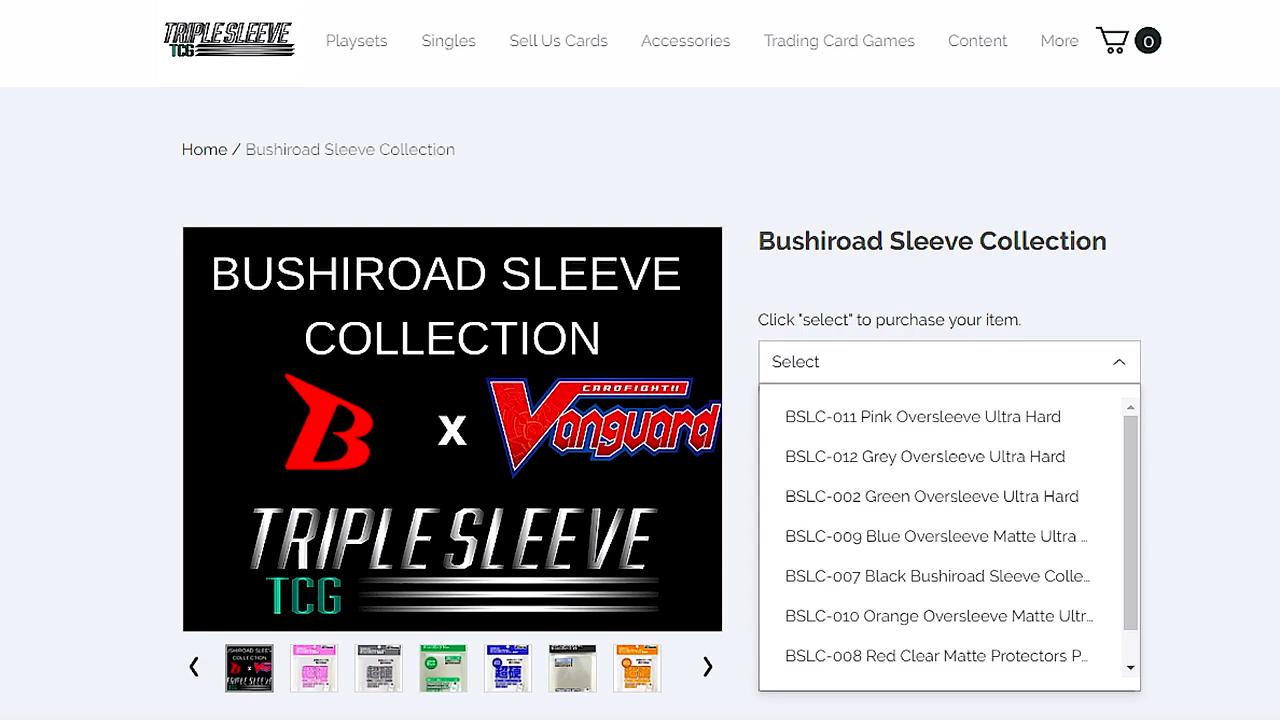 TRIPLE SLEEVE
TCG
Playsets
Singles
Sell Us Cards
Accessories
Trading Card Games
Content
More
0
Home / Bushiroad Sleeve Collection
BUSHIROAD SLEEVE
COLLECTION
B x CARDFIGHT!!
Vanguard
TRIPLE SLEEVE
TCG
Bushiroad Sleeve Collection
Click "select" to purchase your item.
Select
BSLC-011 Pink Oversleeve Ultra Hard
BSLC-012 Grey Oversleeve Ultra Hard
BSLC-002 Green Oversleeve Ultra Hard
BSLC-009 Blue Oversleeve Matte Ultra ...
BSLC-007 Black Bushiroad Sleeve Colle...
BSLC-010 Orange Oversleeve Matte Ultr...
BSLC-008 Red Clear Matte Protectors P...